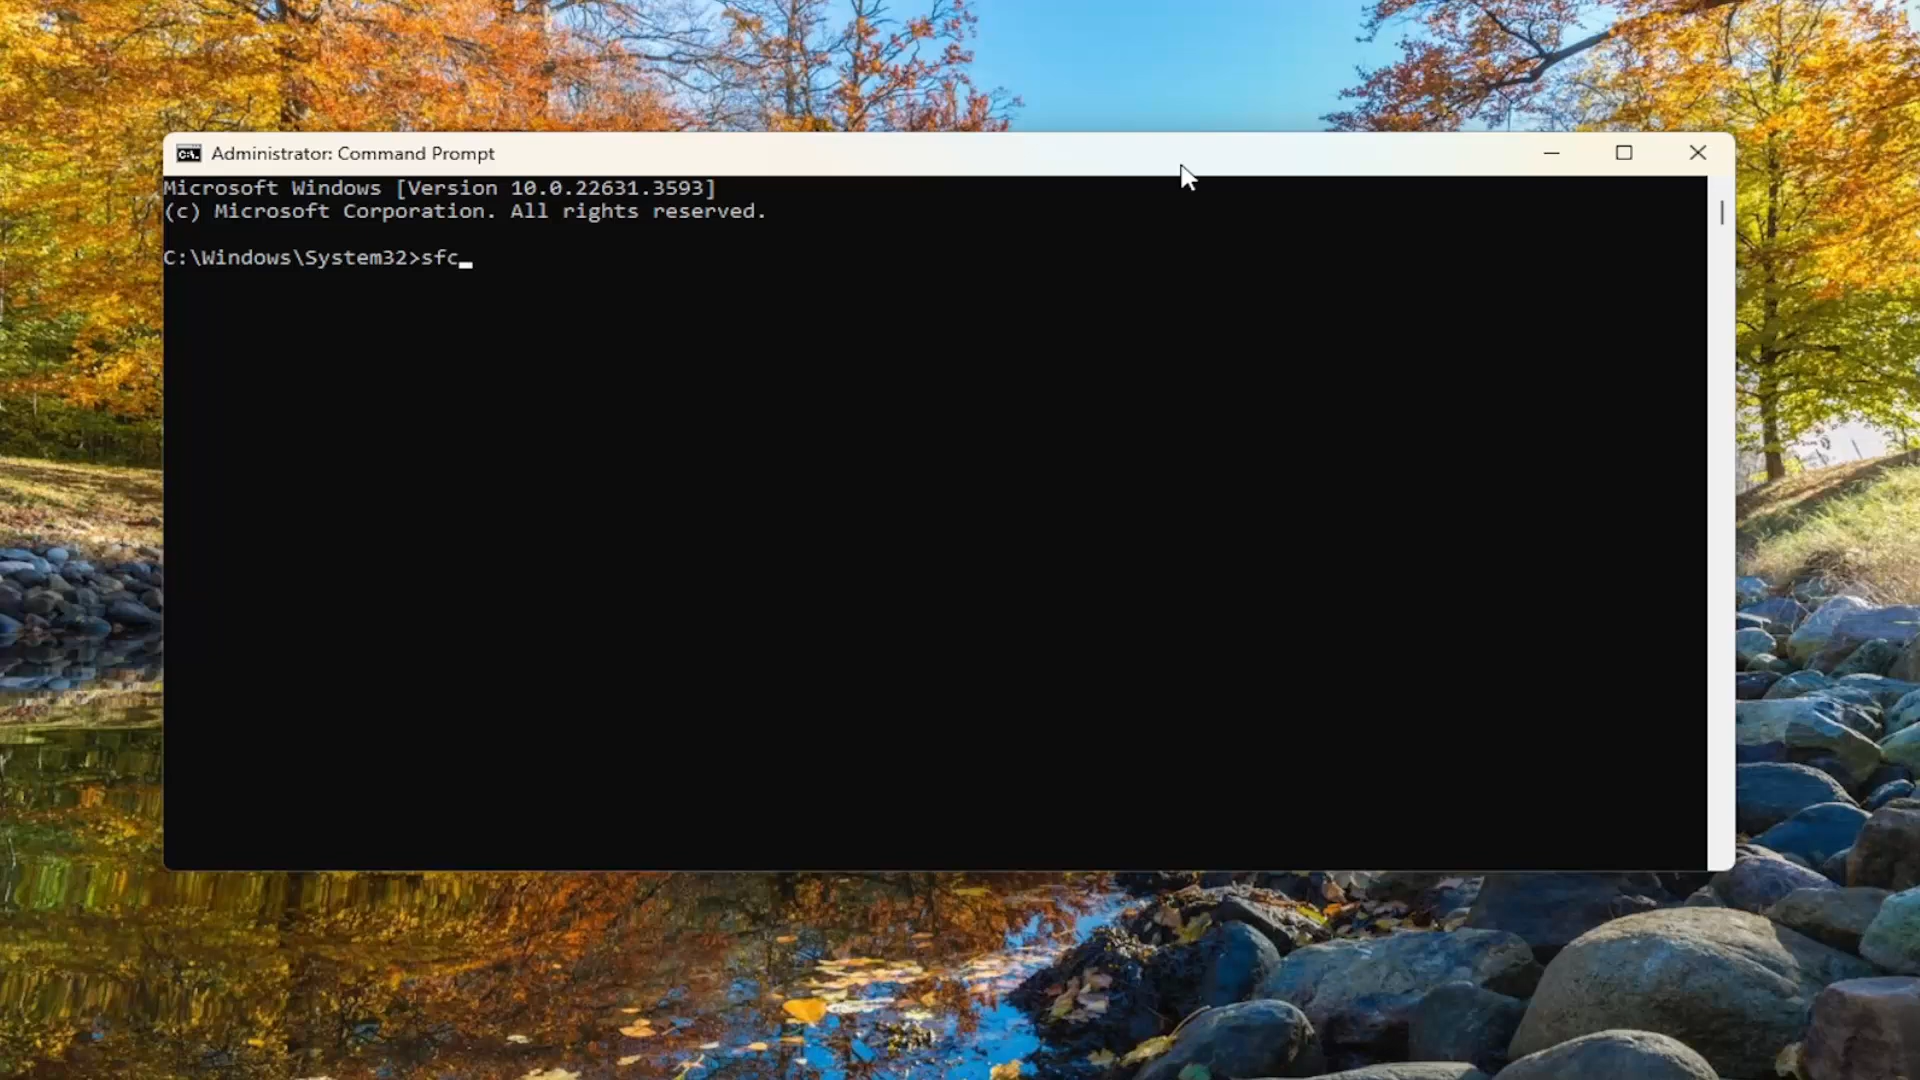 Administrator: Command Prompt
Microsoft Windows [Version 10.0.22631.3593]
(c) Microsoft Corporation. All rights reserved.
C:\Windows\System32>sfc